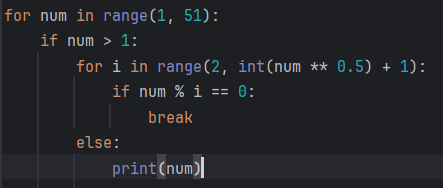 for num in range(1, 51):
    if num > 1:
        for i in range(2, int(num ** 0.5) + 1):
            if num % i == 0:
                break
        else:
            print(num)